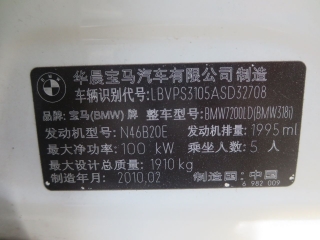 华晨宝马汽车有限公司 制造
车辆识别代号: LBVPS3105ASD32708
品牌: 宝马(BMW) 牌 整车型号: BMW7200LD(BMW318i)
发动机型号: N46B20E 发动机排量: 1995 ml
最大净功率: 100 kW 乘坐人数: 5 人
最大设计总质量: 1910 kg
制造年月: 2010.02 制造国: 中国
6 982 009